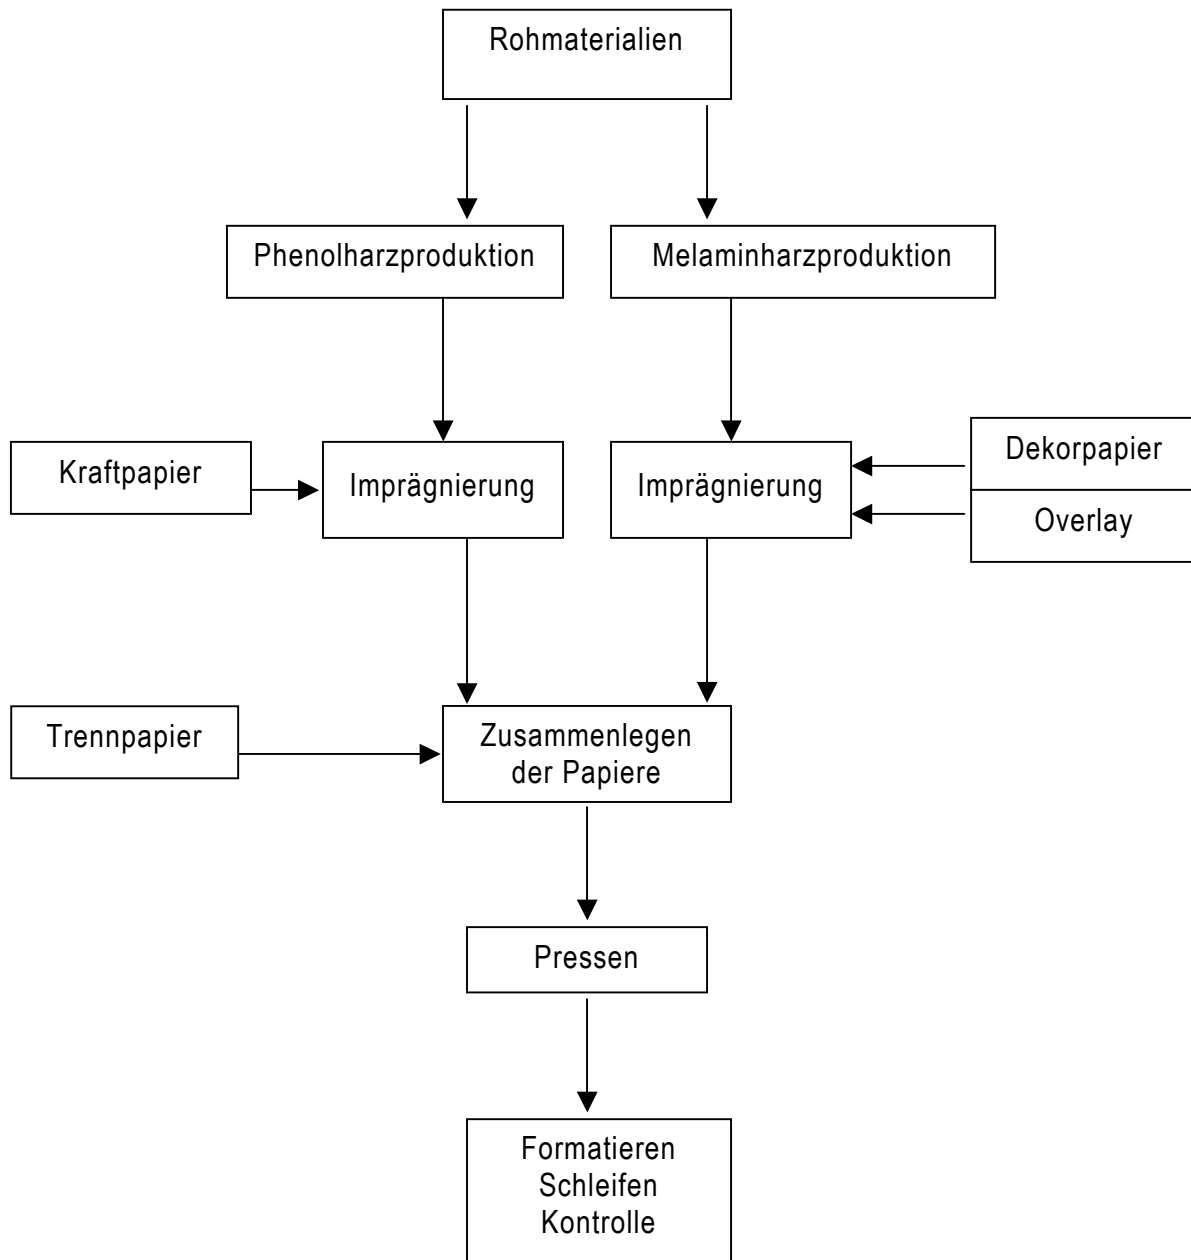 Rohmaterialien
Phenolharzproduktion
Melaminharzproduktion
Kraftpapier
Imprägnierung
Imprägnierung
Dekorpapier
Overlay
Trennpapier
Zusammenlegen
der Papiere
Pressen
Formatieren
Schleifen
Kontrolle